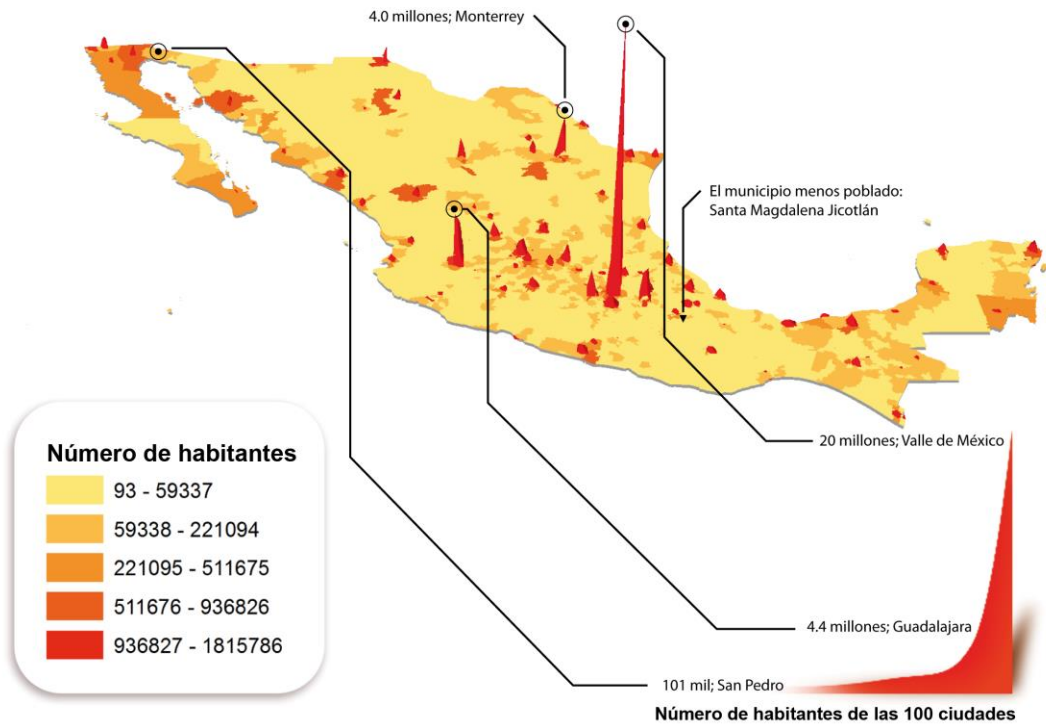 4.0 millones; Monterrey
El municipio menos poblado:
Santa Magdalena Jicotlán
20 millones; Valle de México
Número de habitantes
93 - 59337
59338 - 221094
221095 - 511675
511676 - 936826
936827 - 1815786
4.4 millones; Guadalajara
101 mil; San Pedro
Número de habitantes de las 100 ciudades